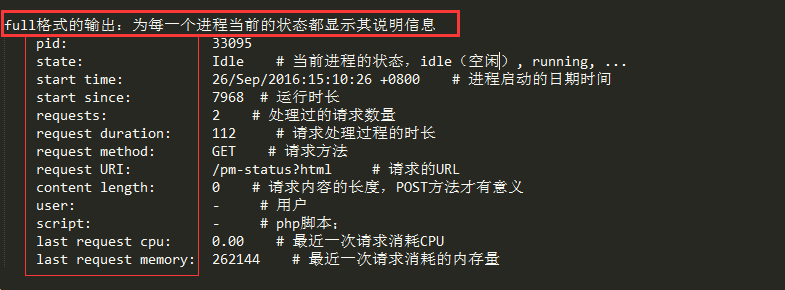 full格式的输出：为每一个进程当前的状态都显示其说明信息
pid: 33095
state: Idle # 当前进程的状态，idle（空闲）, running, ...
start time: 26/Sep/2016:15:10:26 +0800 # 进程启动的日期时间
start since: 7968 # 运行时长
requests: 2 # 处理过的请求数量
request duration: 112 # 请求处理过程的时长
request method: GET # 请求方法
request URI: /pm-status?html # 请求的URL
content length: 0 # 请求内容的长度，POST方法才有意义
user: - # 用户
script: - # php脚本；
last request cpu: 0.00 # 最近一次请求消耗CPU
last request memory: 262144 # 最近一次请求消耗的内存量